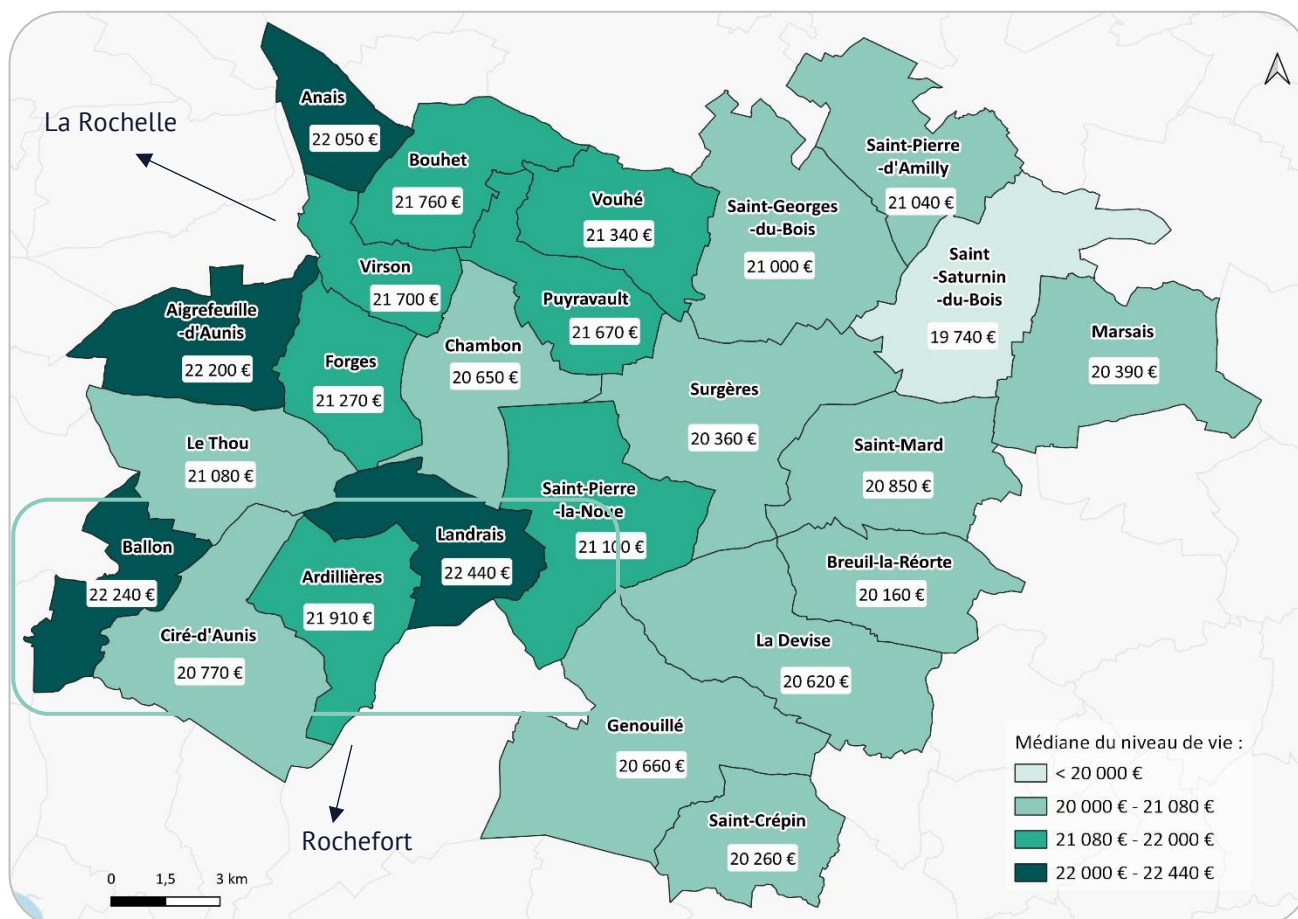 La Rochelle
Anais
22 050 €
Bouhet
21 760 €
Vouhé
21 340 €
Saint-Pierre
-d'Amilly
21 040 €
Saint-Georges
-du-Bois
21 000 €
Saint
-Saturnin
-du-Bois
19 740 €
Virson
21 700 €
Puyravault
21 670 €
Marsais
20 390 €
Aigrefeuille
-d'Aunis
22 200 €
Forges
21 270 €
Chambon
20 650 €
Surgères
20 360 €
Le Thou
21 080 €
Saint-Mard
20 850 €
Saint-Pierre
-la-Noue
21 100 €
Landrais
22 440 €
Ballon
22 240 €
Ardillières
21 910 €
Breuil-la-Réorte
20 160 €
Ciré-d'Aunis
20 770 €
La Devise
20 620 €
Genouillé
20 660 €
Saint-Crépin
20 260 €
Rochefort
Médiane du niveau de vie :
< 20 000 €
20 000 € - 21 080 €
21 080 € - 22 000 €
22 000 € - 22 440 €
0 1,5 3 km